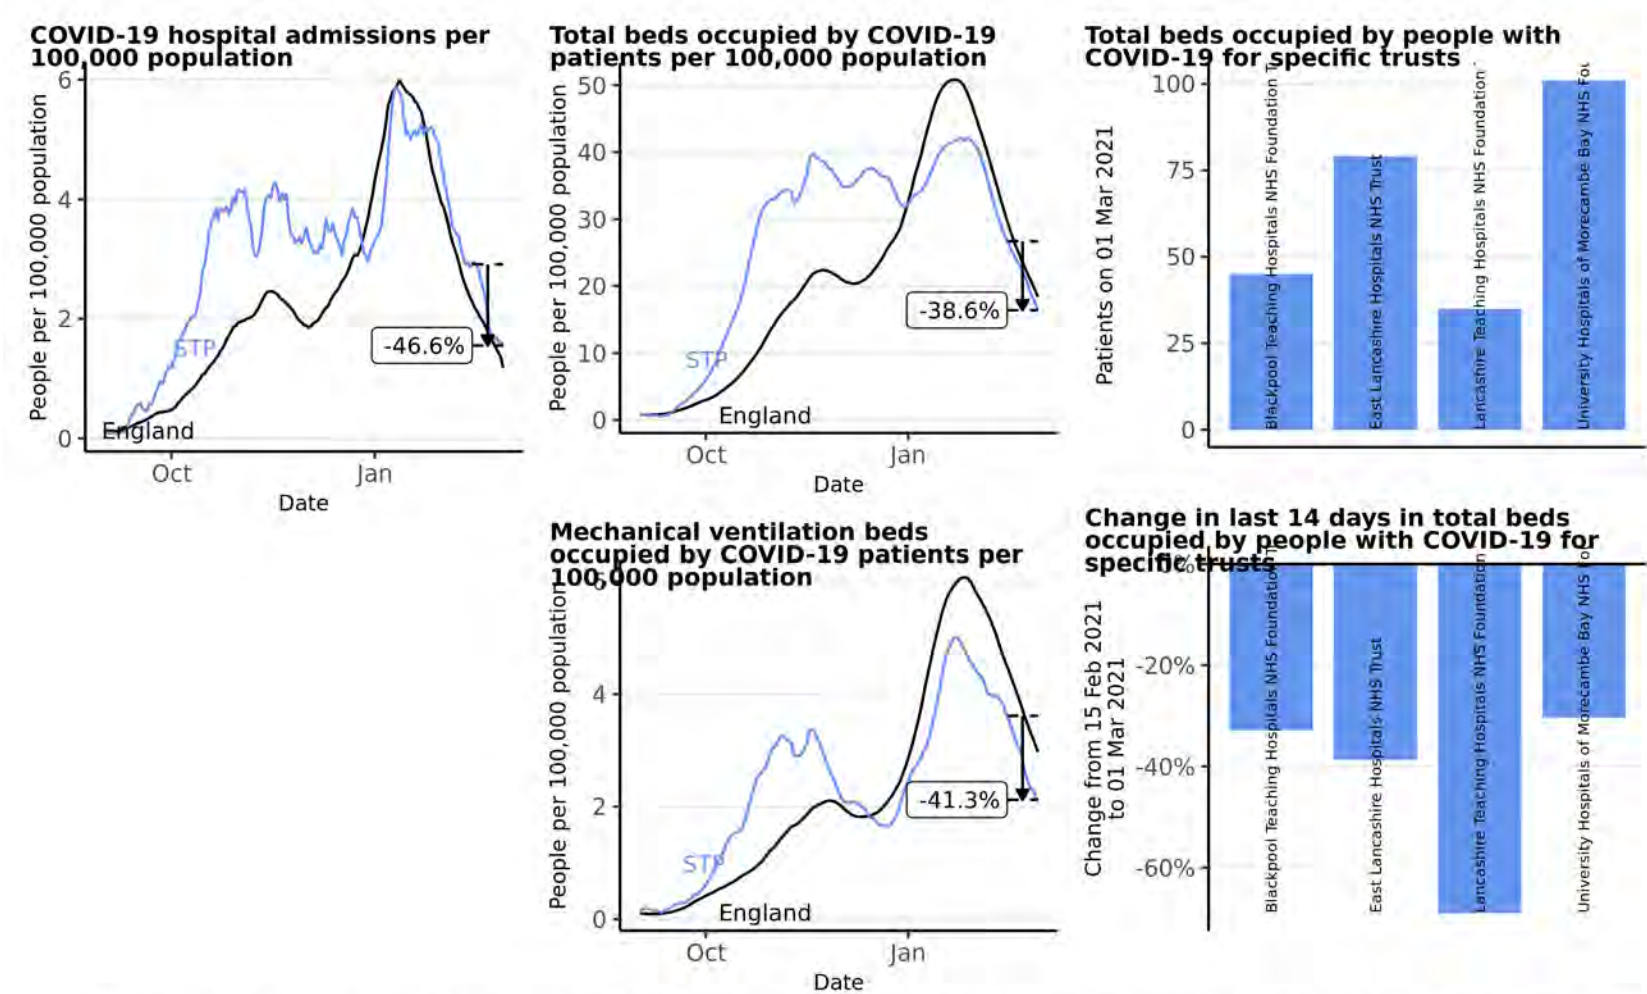 COVID-19 hospital admissions per
100,000 population
People per 100,000 population
6
4
2
0
STP
England
-46.6%
Oct
Jan
Date
Total beds occupied by COVID-19
patients per 100,000 population
People per 100,000 population
50
40
30
20
10
0
STP
England
-38.6%
Oct
Jan
Date
Total beds occupied by people with
COVID-19 for specific trusts
Patients on 01 Mar 2021
100
75
50
25
0
Blackpool Teaching Hospitals NHS Foundation
East Lancashire Hospitals NHS Trust
Lancashire Teaching Hospitals NHS Foundation
University Hospitals of Morecambe Bay NHS
Mechanical ventilation beds
occupied by COVID-19 patients per
100,000 population
People per 100,000 population
6
4
2
0
STP
England
-41.3%
Oct
Jan
Date
Change in last 14 days in total beds
occupied by people with COVID-19 for
specific trusts
Change from 15 Feb 2021
to 01 Mar 2021
0%
-20%
-40%
-60%
Blackpool Teaching Hospitals NHS Foundation
East Lancashire Hospitals NHS Trust
Lancashire Teaching Hospitals NHS Foundation
University Hospitals of Morecambe Bay NHS